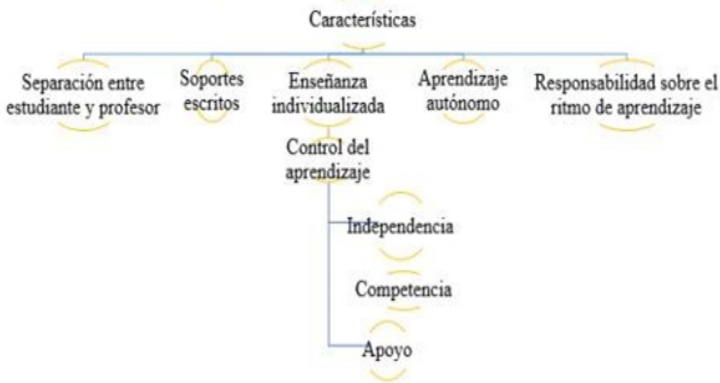 Características
Separación entre
estudiante y profesor
Soportes
escritos
Enseñanza
individualizada
Aprendizaje
autónomo
Responsabilidad sobre el
ritmo de aprendizaje
Control del
aprendizaje
Independencia
Competencia
Apoyo